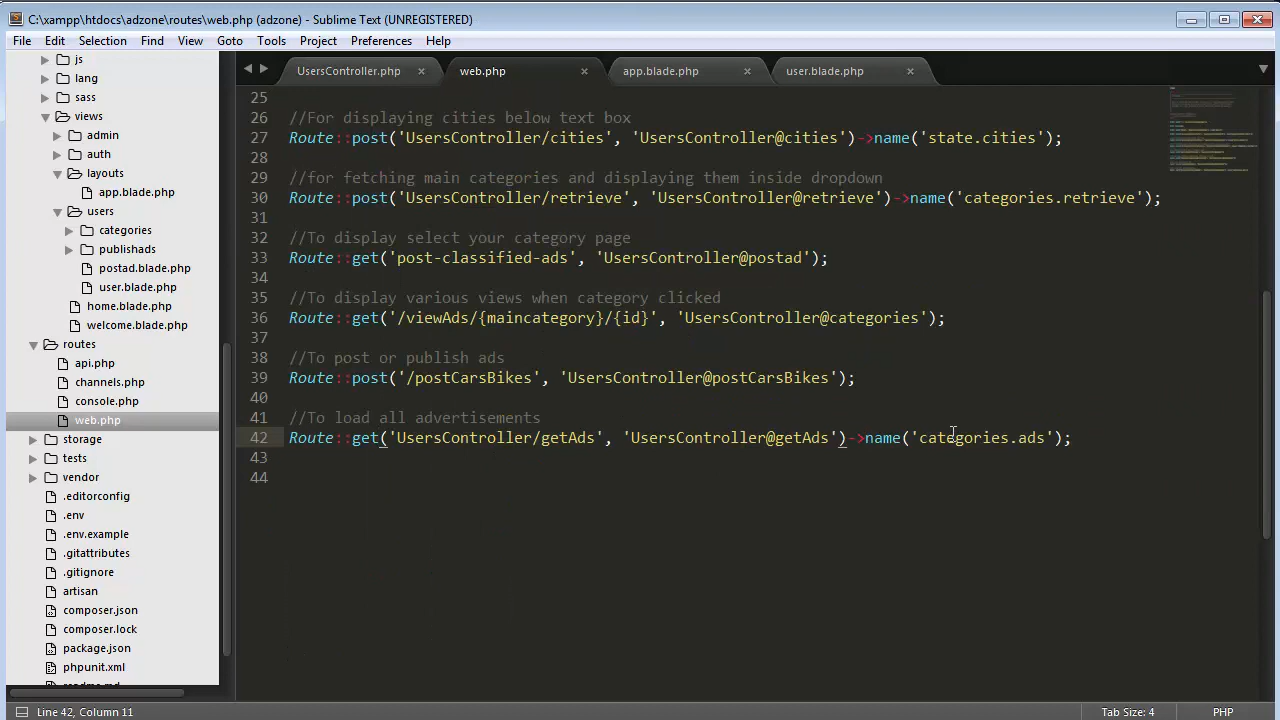 C:\xampp\htdocs\adzone\routes\web.php (adzone) - Sublime Text (UNREGISTERED)
File Edit Selection Find View Goto Tools Project Preferences Help
js
lang
sass
views
admin
auth
layouts
app.blade.php
users
categories
publishads
postad.blade.php
user.blade.php
home.blade.php
welcome.blade.php
routes
api.php
channels.php
console.php
web.php
storage
tests
vendor
.editorconfig
.env
.env.example
.gitattributes
.gitignore
artisan
composer.json
composer.lock
package.json
phpunit.xml
readme.md
UsersController.php web.php app.blade.php user.blade.php
25
26 //For displaying cities below text box
27 Route::post('UsersController/cities', 'UsersController@cities')->name('state.cities');
28
29 //for fetching main categories and displaying them inside dropdown
30 Route::post('UsersController/retrieve', 'UsersController@retrieve')->name('categories.retrieve');
31
32 //To display select your category page
33 Route::get('post-classified-ads', 'UsersController@postad');
34
35 //To display various views when category clicked
36 Route::get('/viewAds/{maincategory}/{id}', 'UsersController@categories');
37
38 //To post or publish ads
39 Route::post('/postCarsBikes', 'UsersController@postCarsBikes');
40
41 //To load all advertisements
42 Route::get('UsersController/getAds', 'UsersController@getAds')->name('categories.ads');
43
44
Line 42, Column 11 Tab Size: 4 PHP